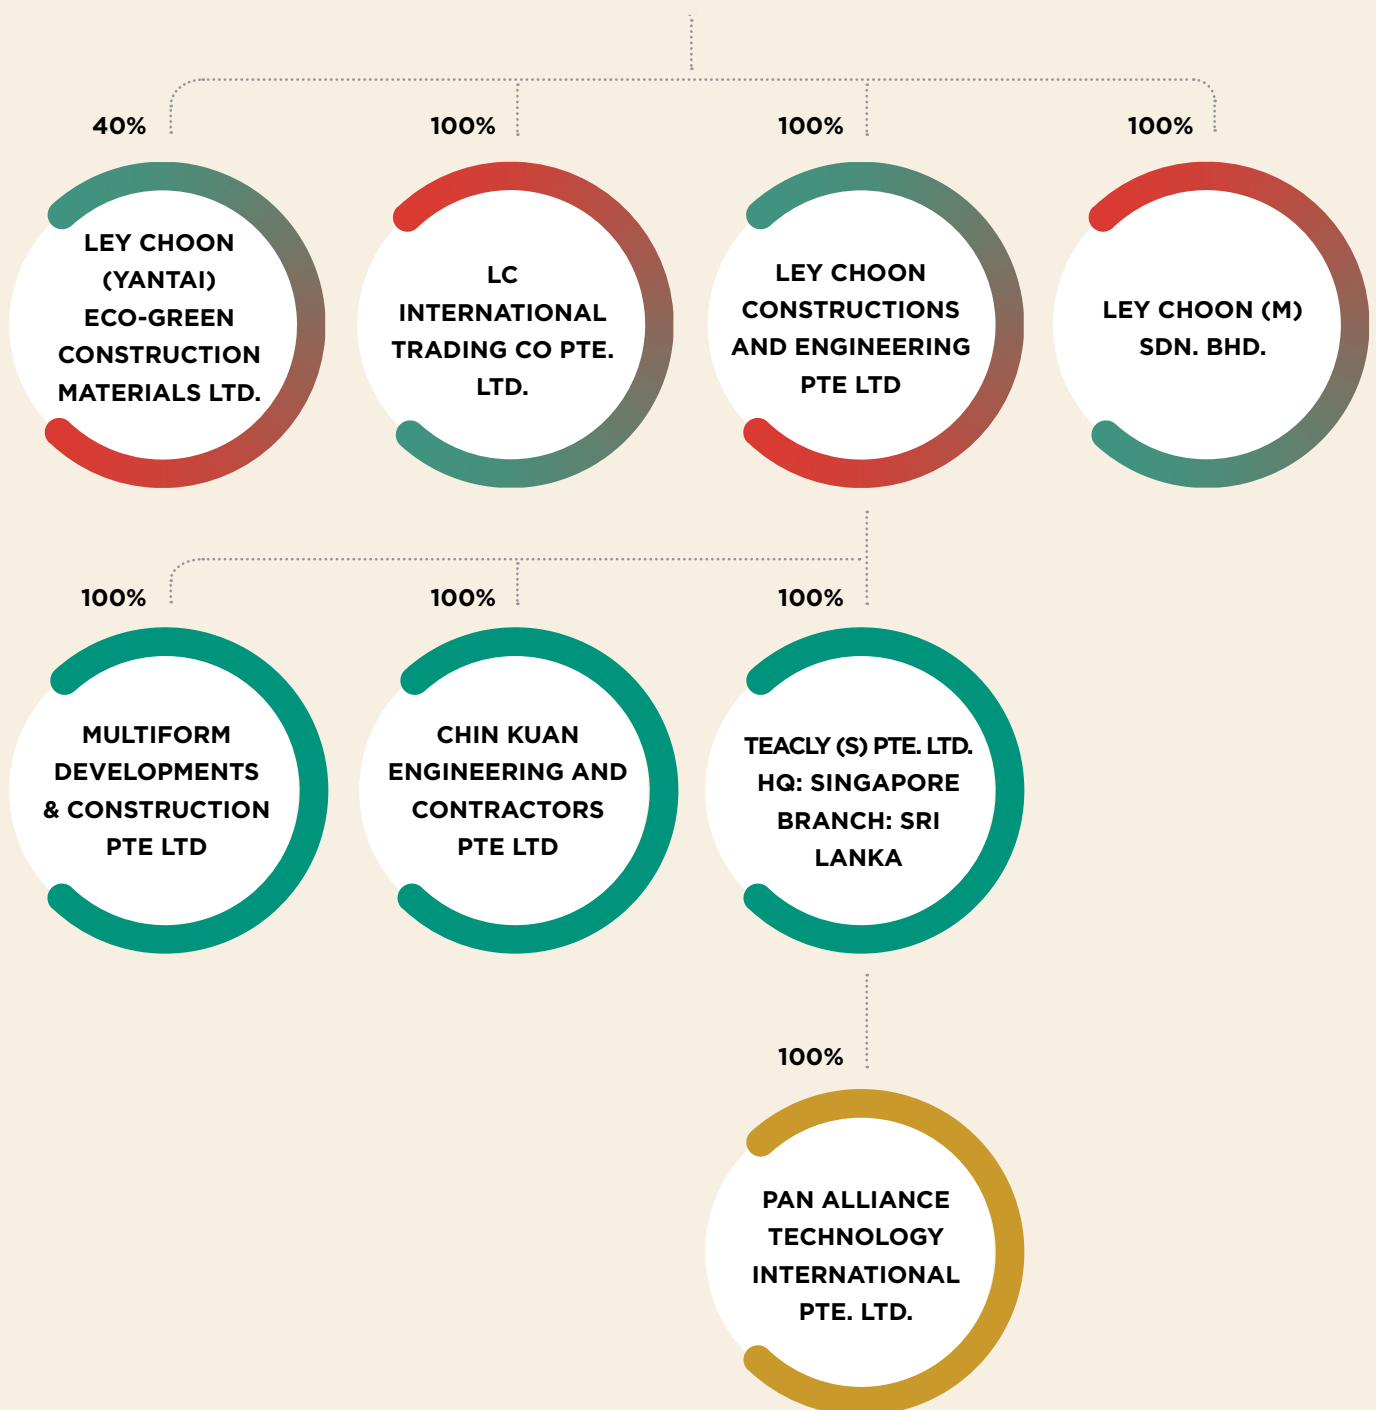 40%
LEY CHOON
(YANTAI)
ECO-GREEN
CONSTRUCTION
MATERIALS LTD.
100%
LC
INTERNATIONAL
TRADING CO PTE.
LTD.
100%
LEY CHOON
CONSTRUCTIONS
AND ENGINEERING
PTE LTD
100%
LEY CHOON (M)
SDN. BHD.
100%
MULTIFORM
DEVELOPMENTS
& CONSTRUCTION
PTE LTD
100%
CHIN KUAN
ENGINEERING AND
CONTRACTORS
PTE LTD
100%
TEACLY (S) PTE. LTD.
HQ: SINGAPORE
BRANCH: SRI
LANKA
100%
PAN ALLIANCE
TECHNOLOGY
INTERNATIONAL
PTE. LTD.